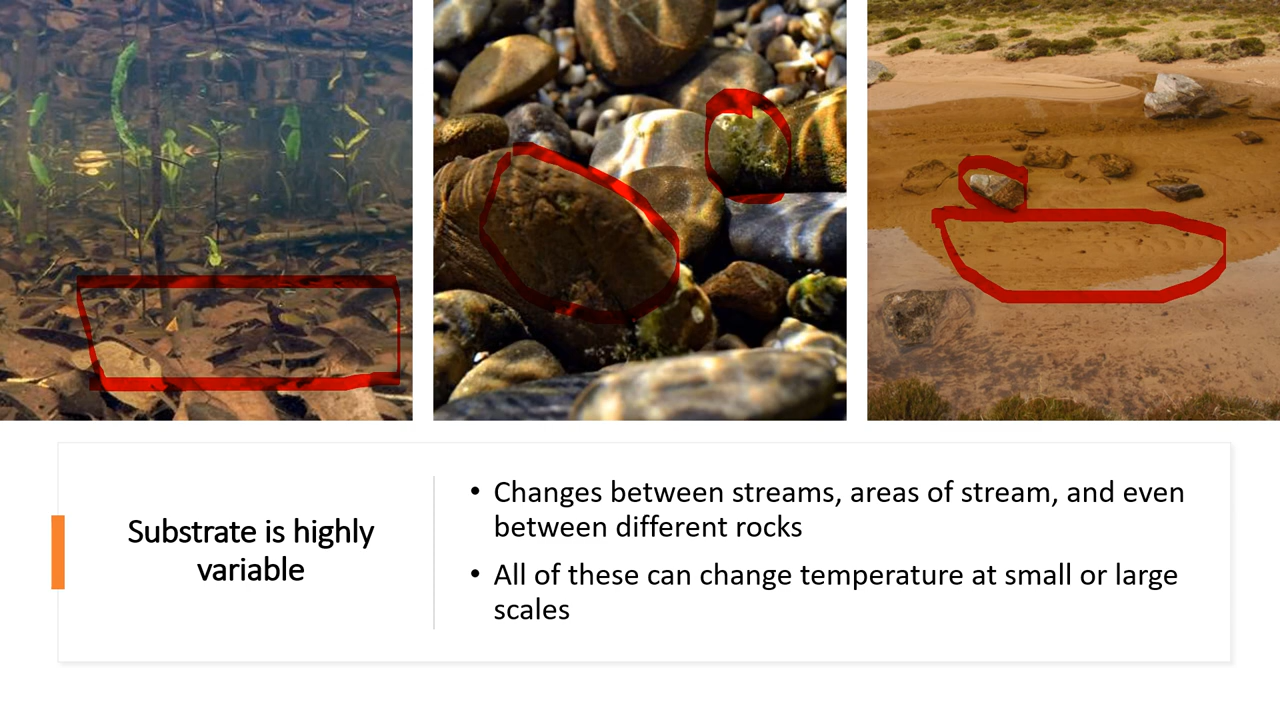 Substrate is highly
variable
• Changes between streams, areas of stream, and even
between different rocks
• All of these can change temperature at small or large
scales